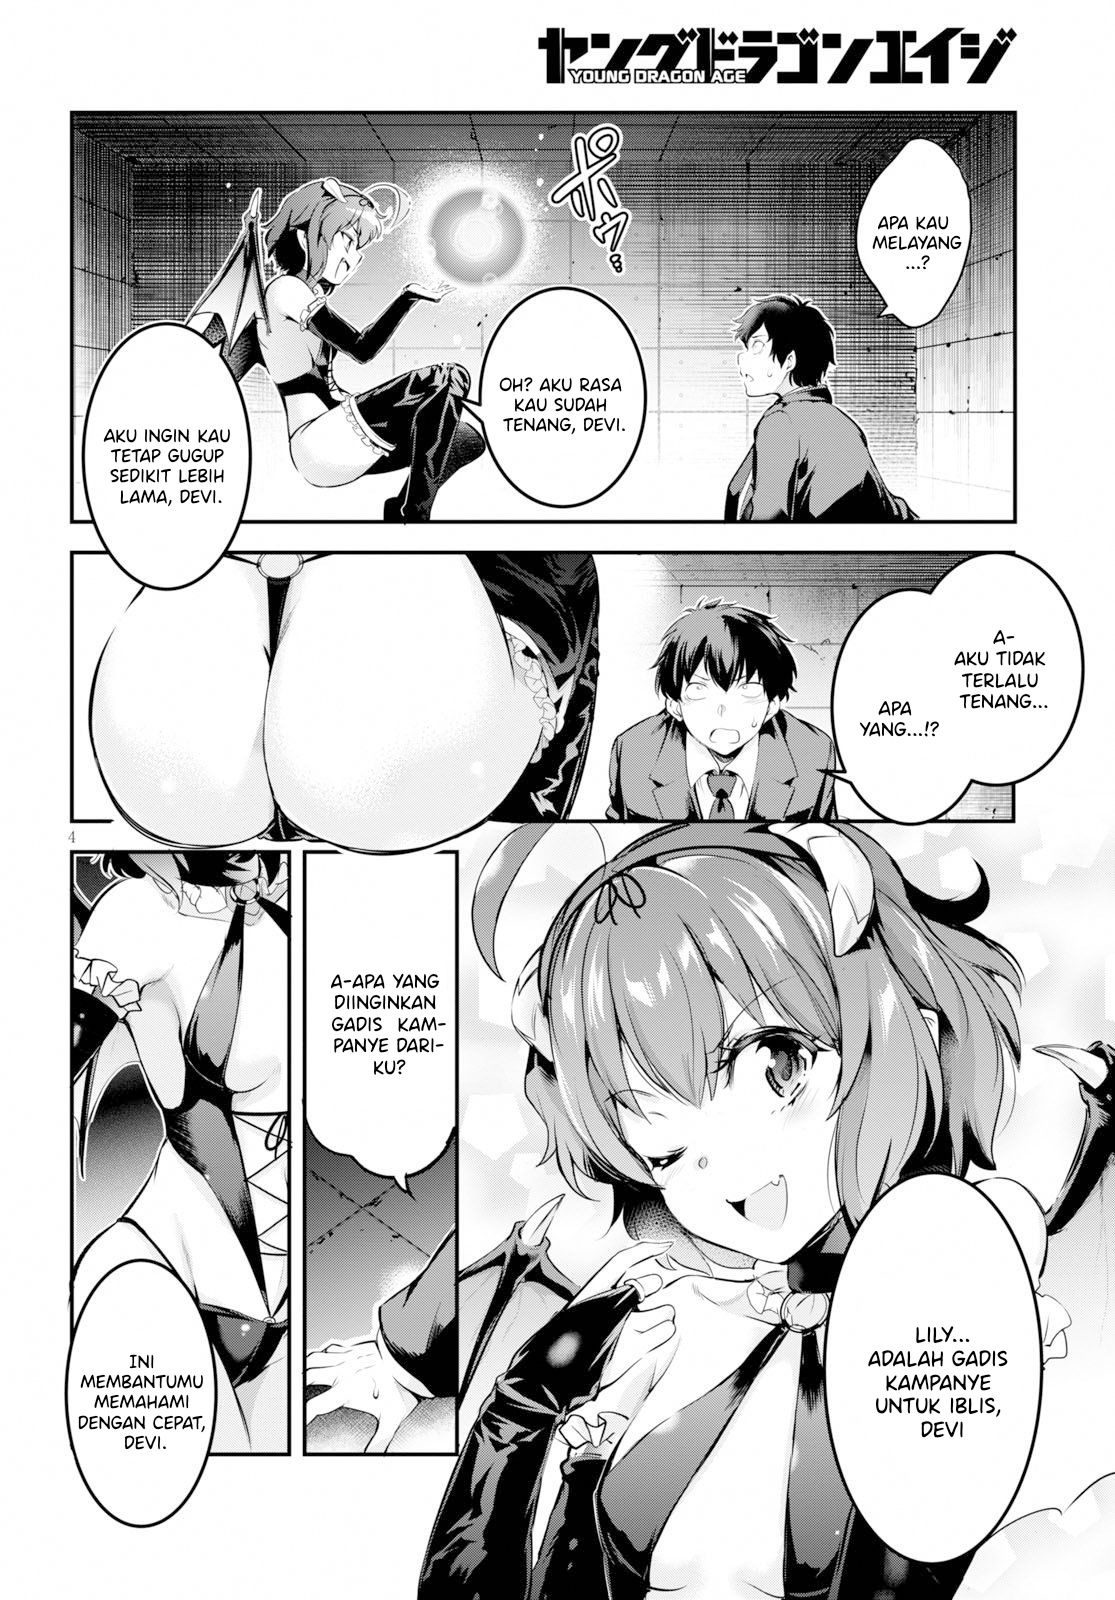 ヤングドラゴンエイジ
YOUNG DRAGON AGE
APA KAU
MELAYANG
...?
ポウッ
OH? AKU RASA
KAU SUDAH
TENANG, DEVI.
AKU INGIN KAU
TETAP GUGUP
SEDIKIT LEBIH
LAMA, DEVI.
A-
AKU TIDAK
TERLALU
TENANG...
APA
YANG...!?
4
A-APA YANG
DIINGINKAN
GADIS KAM-
PANYE DARI-
KU?
INI
MEMBANTUMU
MEMAHAMI
DENGAN CEPAT,
DEVI.
LILY...
ADALAH GADIS
KAMPANYE
UNTUK IBLIS,
DEVI